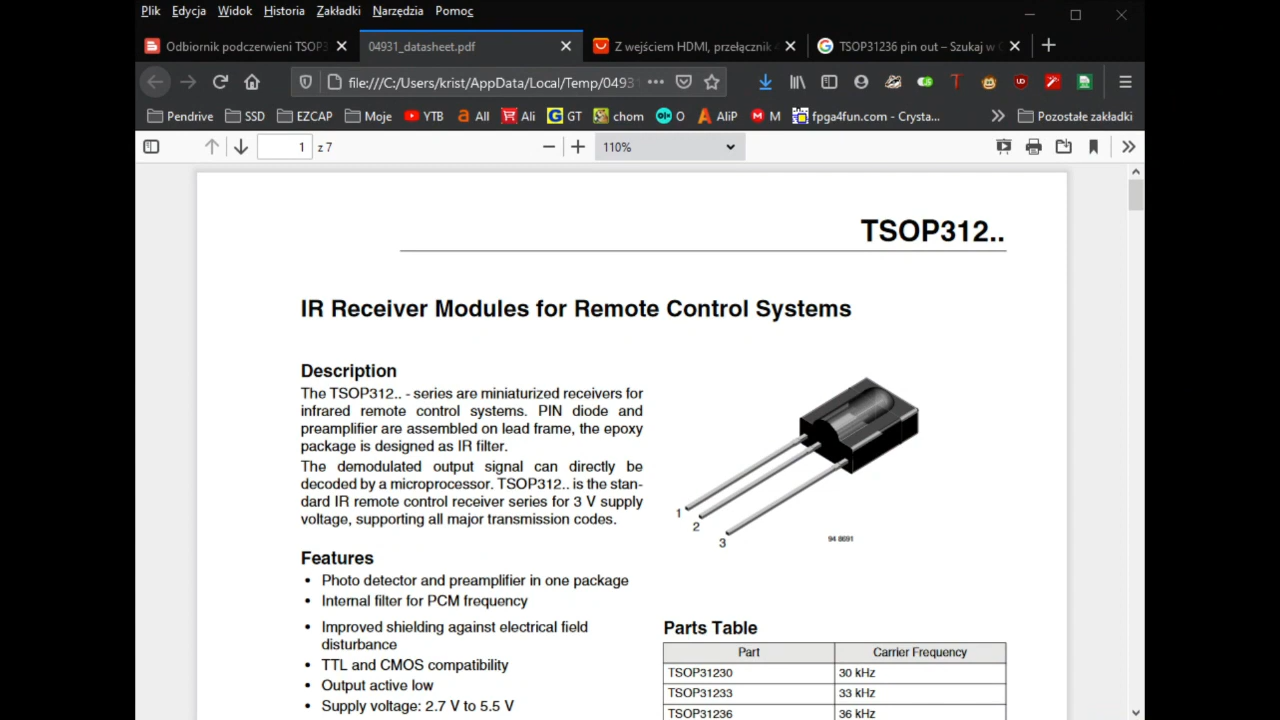 Plik Edycja Widok Historia Zakładki Narzędzia Pomoc
Odbiornik podczerwieni TSOP3 04931_datasheet.pdf Z wejściem HDMI, przełącznik TSOP31236 pin out – Szukaj w
file:///C:/Users/krist/AppData/Local/Temp/0493
Pendrive SSD EZCAP Moje YTB All Ali GT chom O AliP M fpga4fun.com - Crysta... Pozostałe zakładki
1 z 7 110%
TSOP312..
IR Receiver Modules for Remote Control Systems
Description
The TSOP312.. - series are miniaturized receivers for
infrared remote control systems. PIN diode and
preamplifier are assembled on lead frame, the epoxy
package is designed as IR filter.
The demodulated output signal can directly be
decoded by a microprocessor. TSOP312.. is the stan-
dard IR remote control receiver series for 3 V supply
voltage, supporting all major transmission codes.
1
2
3
94 8691
Features
• Photo detector and preamplifier in one package
• Internal filter for PCM frequency
• Improved shielding against electrical field
disturbance
• TTL and CMOS compatibility
• Output active low
• Supply voltage: 2.7 V to 5.5 V
Parts Table
Part Carrier Frequency
TSOP31230 30 kHz
TSOP31233 33 kHz
TSOP31236 36 kHz